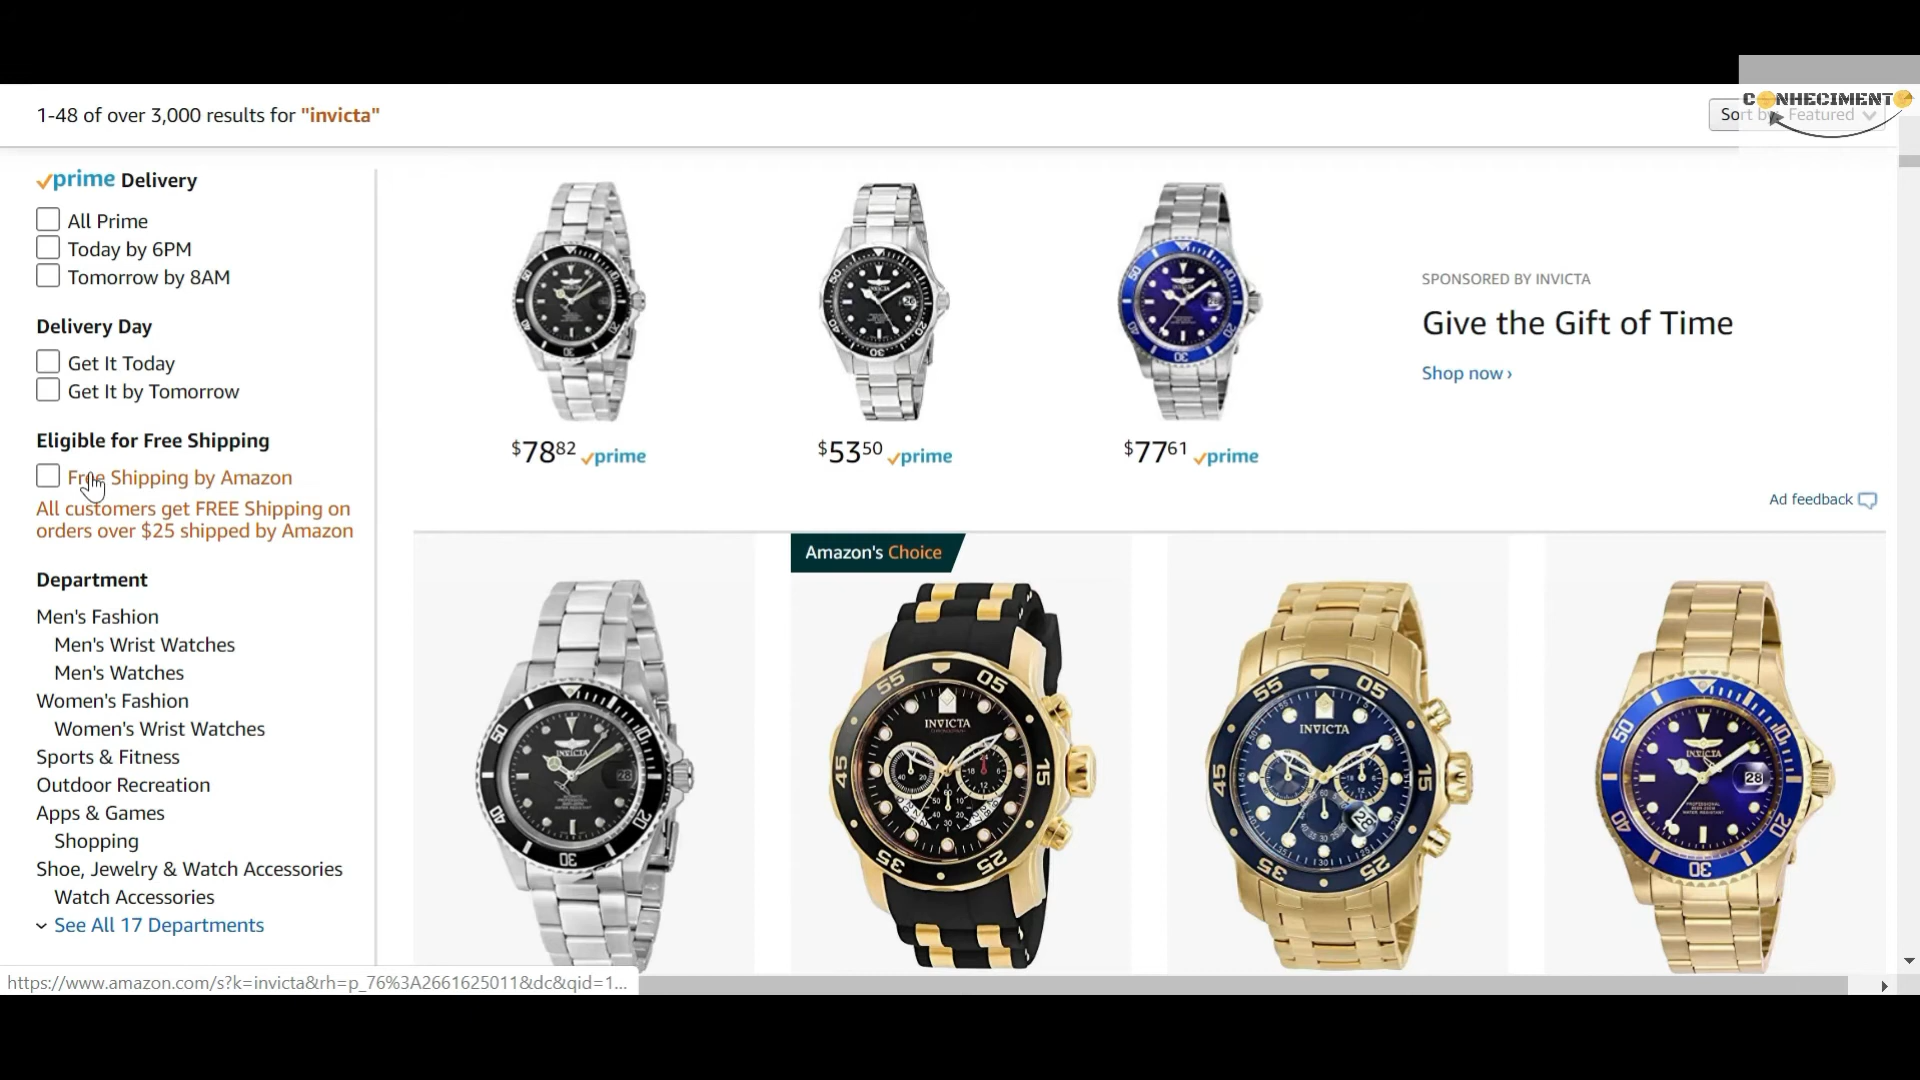 CONHECIMENTO
1-48 of over 3,000 results for "invicta"
Sort by: Featured
prime Delivery
All Prime
Today by 6PM
Tomorrow by 8AM
Delivery Day
Get It Today
Get It by Tomorrow
Eligible for Free Shipping
Free Shipping by Amazon
All customers get FREE Shipping on
orders over $25 shipped by Amazon
Department
Men's Fashion
Men's Wrist Watches
Men's Watches
Women's Fashion
Women's Wrist Watches
Sports & Fitness
Outdoor Recreation
Apps & Games
Shopping
Shoe, Jewelry & Watch Accessories
Watch Accessories
See All 17 Departments
$78 82 prime
$53 50 prime
$77 61 prime
SPONSORED BY INVICTA
Give the Gift of Time
Shop now ›
Ad feedback
Amazon's Choice
INVICTA
INVICTA
INVICTA
INVICTA
https://www.amazon.com/s?k=invicta&rh=p_76%3A2661625011&dc&qid=1...